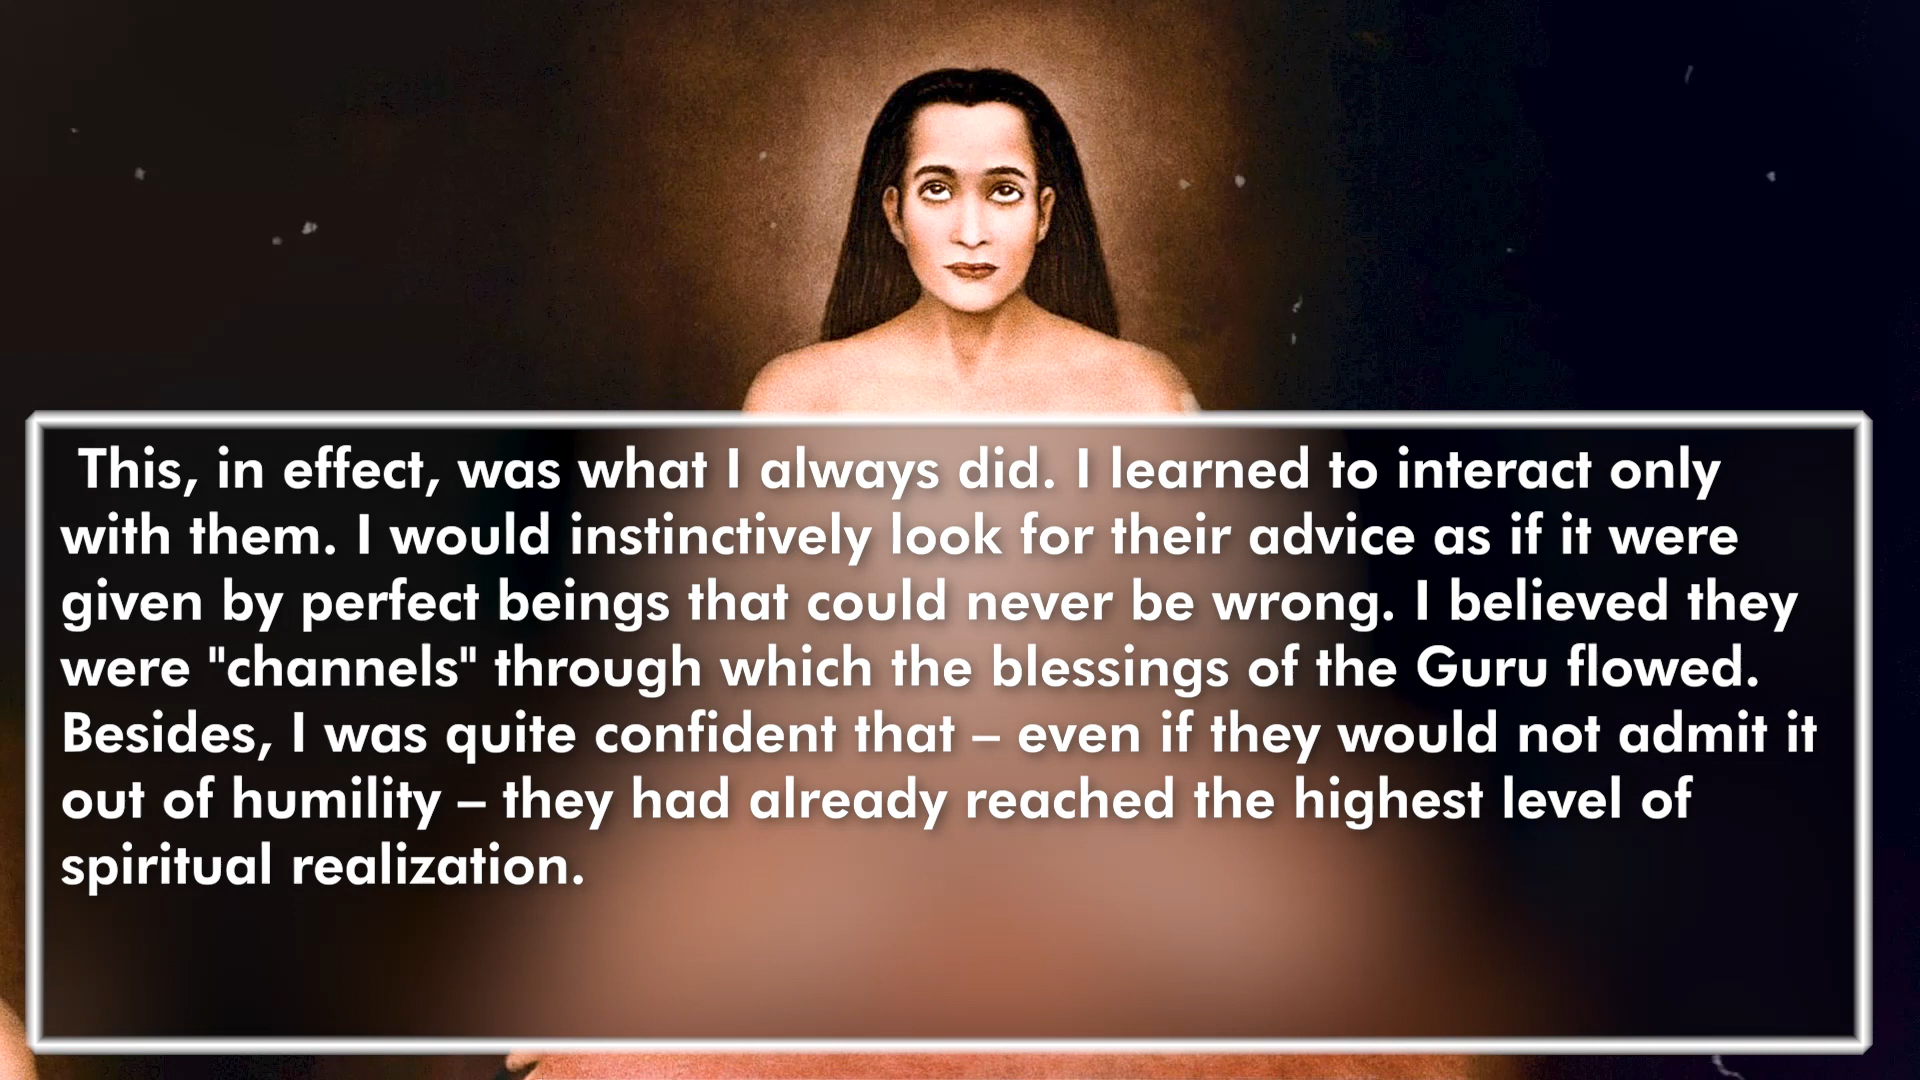 This, in effect, was what I always did. I learned to interact only
with them. I would instinctively look for their advice as if it were
given by perfect beings that could never be wrong. I believed they
were "channels" through which the blessings of the Guru flowed.
Besides, I was quite confident that – even if they would not admit it
out of humility – they had already reached the highest level of
spiritual realization.